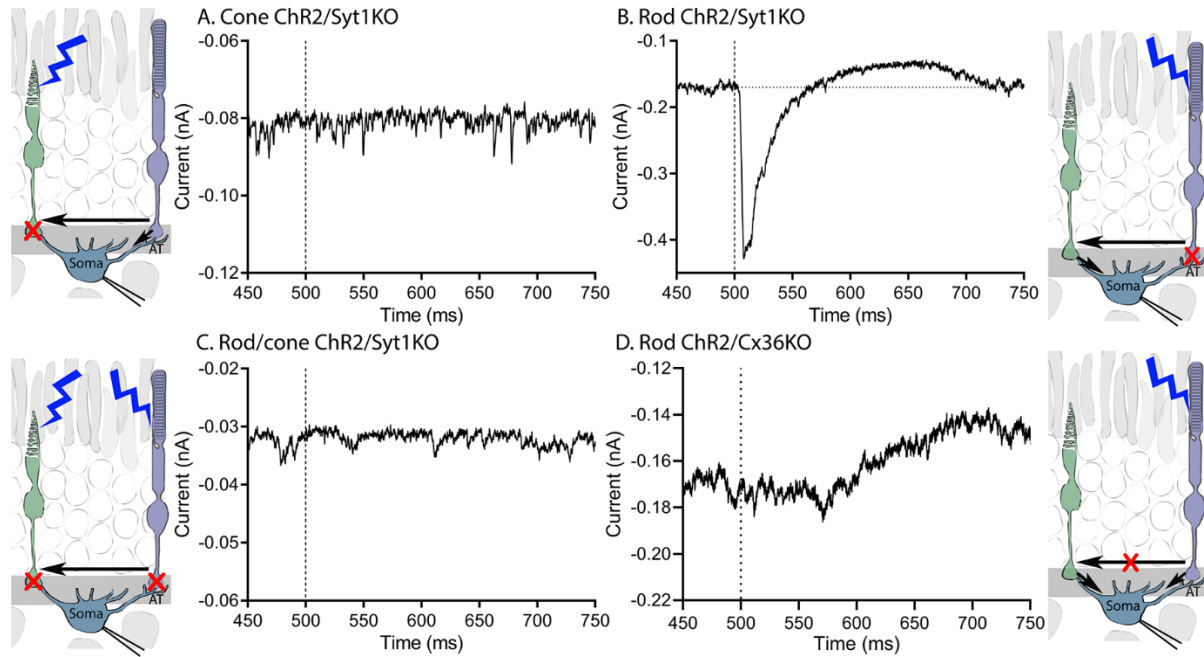 A. Cone ChR2/Syt1KO
Current (nA)
-0.06
-0.08
-0.10
-0.12
450 500 550 600 650 700 750
Time (ms)
AT
Soma
B. Rod ChR2/Syt1KO
Current (nA)
-0.1
-0.2
-0.3
-0.4
450 500 550 600 650 700 750
Time (ms)
AT
Soma
C. Rod/cone ChR2/Syt1KO
Current (nA)
-0.02
-0.03
-0.04
-0.05
-0.06
450 500 550 600 650 700 750
Time (ms)
AT
Soma
D. Rod ChR2/Cx36KO
Current (nA)
-0.12
-0.14
-0.16
-0.18
-0.20
-0.22
450 500 550 600 650 700 750
Time (ms)
AT
Soma